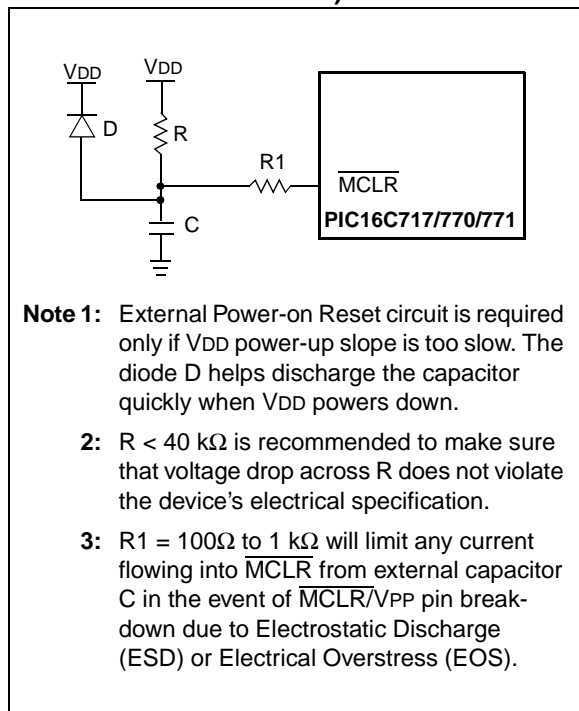 VDD VDD
D
R
R1
C
MCLR
PIC16C717/770/771
Note 1: External Power-on Reset circuit is required
only if VDD power-up slope is too slow. The
diode D helps discharge the capacitor
quickly when VDD powers down.
2: R < 40 kΩ is recommended to make sure
that voltage drop across R does not violate
the device's electrical specification.
3: R1 = 100Ω to 1 kΩ will limit any current
flowing into MCLR from external capacitor
C in the event of MCLR/VPP pin break-
down due to Electrostatic Discharge
(ESD) or Electrical Overstress (EOS).